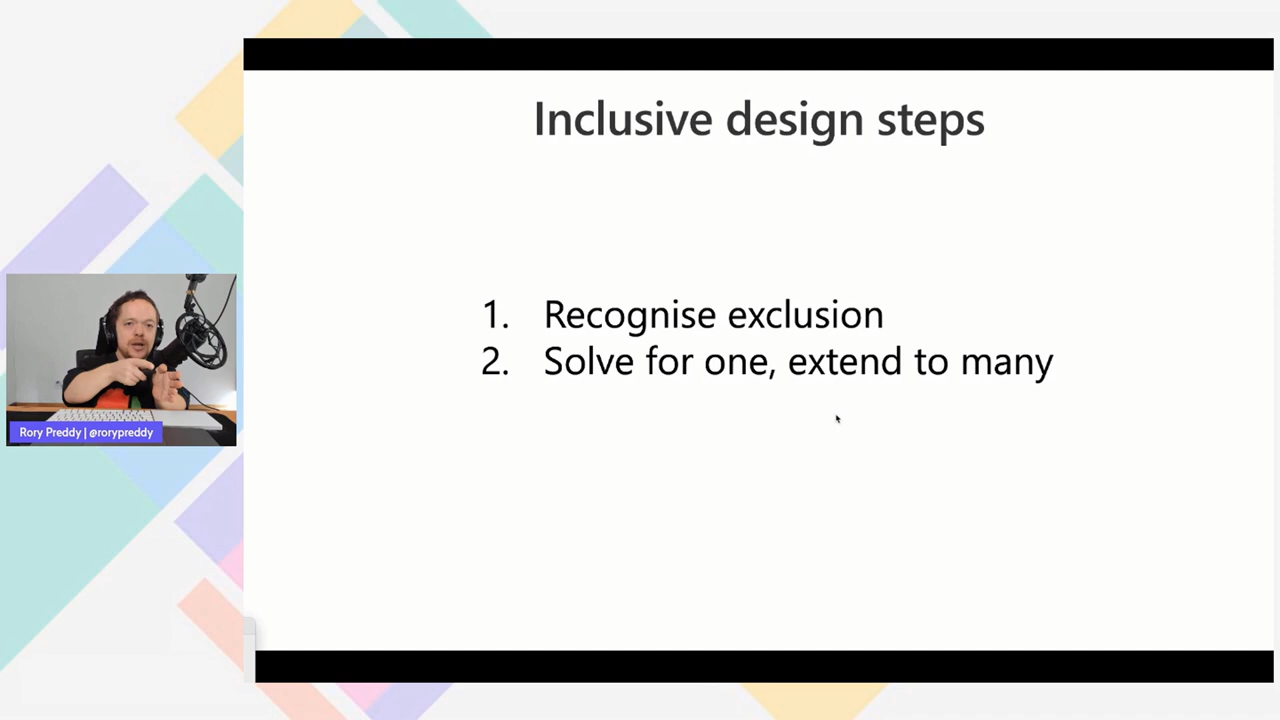 Inclusive design steps
1. Recognise exclusion
2. Solve for one, extend to many
Rory Preddy | @rorypreddy